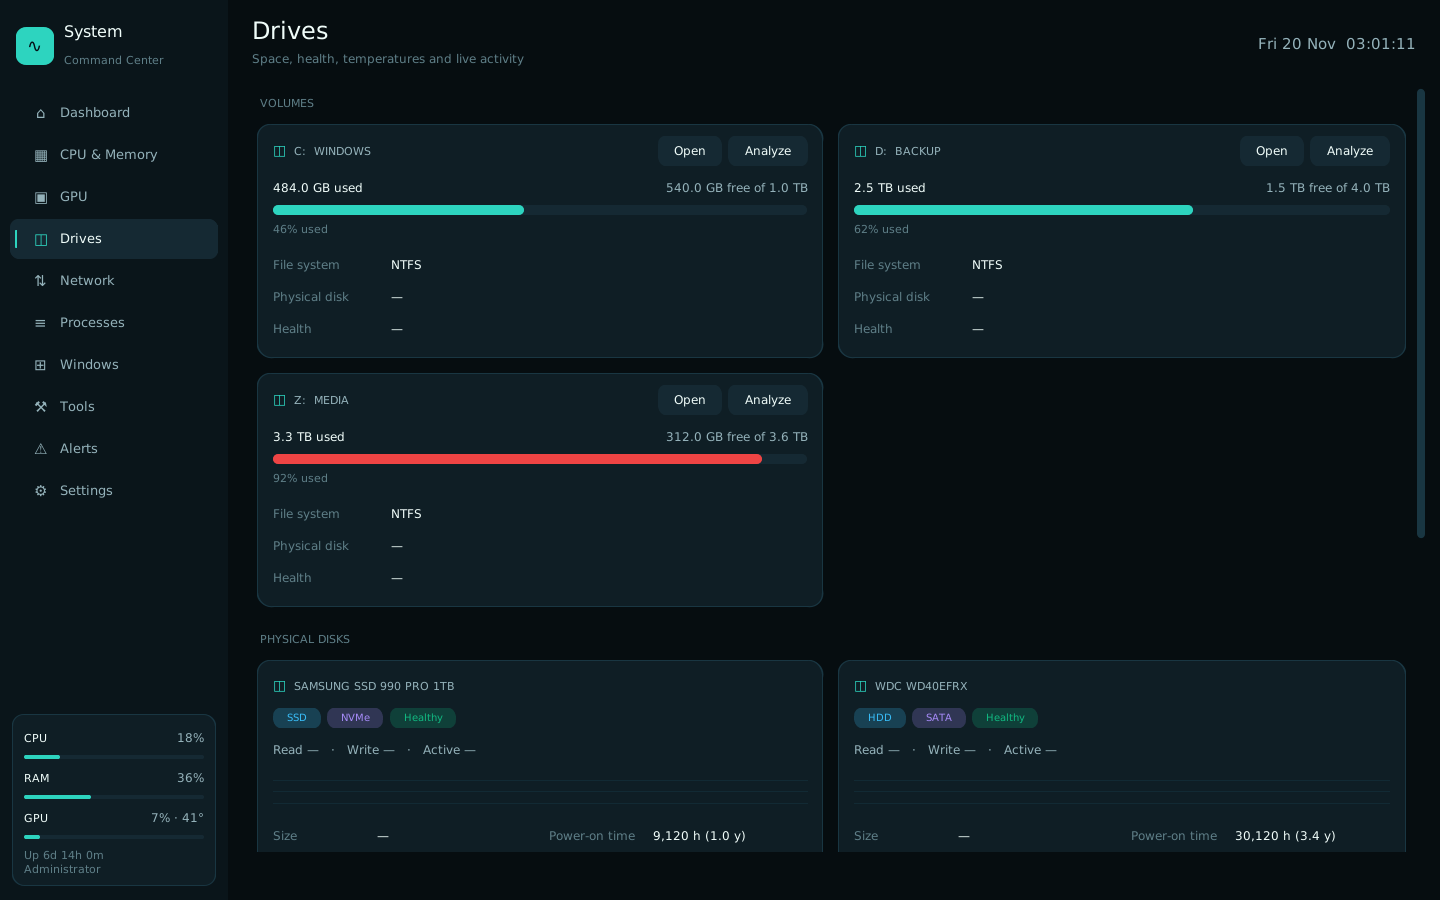 System
Command Center
Dashboard
CPU & Memory
GPU
Drives
Network
Processes
Windows
Tools
Alerts
Settings
CPU 18%
RAM 36%
GPU 7% · 41°
Up 6d 14h 0m
Administrator
Drives
Space, health, temperatures and live activity
Fri 20 Nov 03:01:11
VOLUMES
C: WINDOWS Open Analyze
484.0 GB used 540.0 GB free of 1.0 TB
46% used
File system NTFS
Physical disk —
Health —
D: BACKUP Open Analyze
2.5 TB used 1.5 TB free of 4.0 TB
62% used
File system NTFS
Physical disk —
Health —
Z: MEDIA Open Analyze
3.3 TB used 312.0 GB free of 3.6 TB
92% used
File system NTFS
Physical disk —
Health —
PHYSICAL DISKS
SAMSUNG SSD 990 PRO 1TB
SSD NVMe Healthy
Read — · Write — · Active —
Size — Power-on time 9,120 h (1.0 y)
WDC WD40EFRX
HDD SATA Healthy
Read — · Write — · Active —
Size — Power-on time 30,120 h (3.4 y)